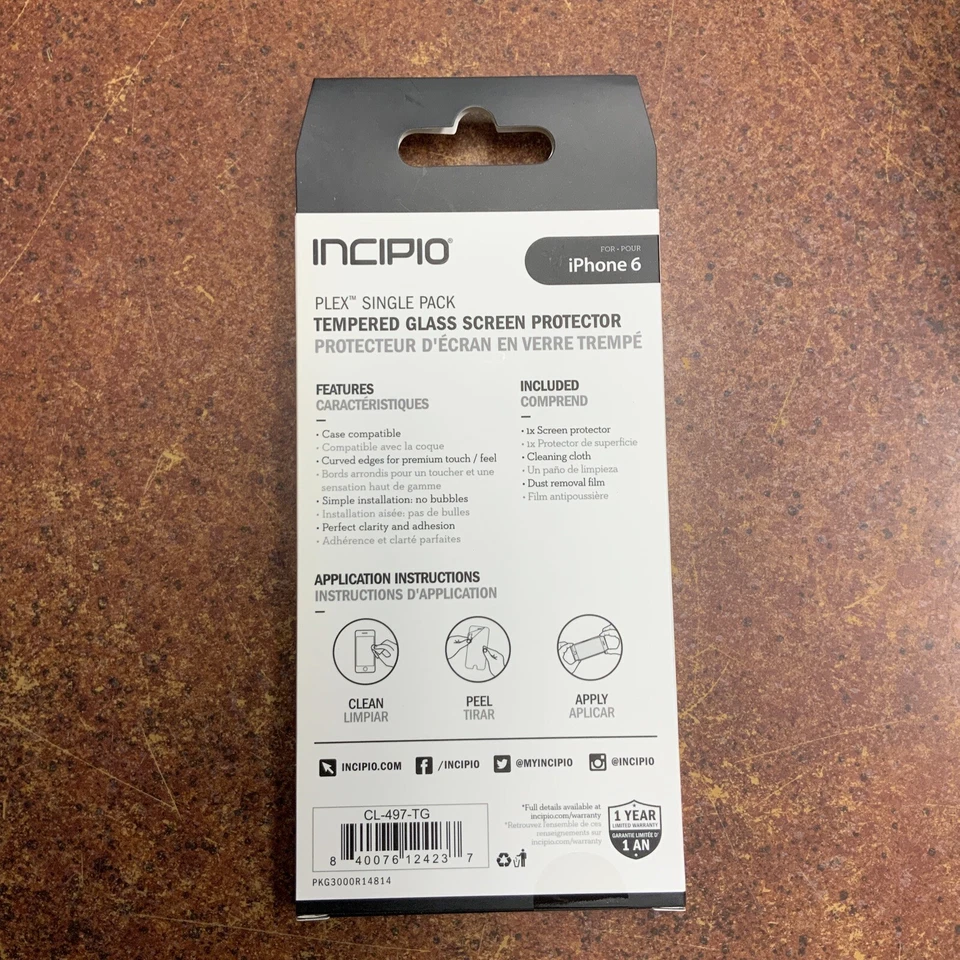 INCIPIO®
FOR • POUR
iPhone 6
PLEX™ SINGLE PACK
TEMPERED GLASS SCREEN PROTECTOR
PROTECTEUR D'ÉCRAN EN VERRE TREMPÉ
FEATURES
CARACTÉRISTIQUES
• Case compatible
• Compatible avec la coque
• Curved edges for premium touch / feel
• Bords arrondis pour un toucher et une
sensation haut de gamme
• Simple installation: no bubbles
• Installation aisée: pas de bulles
• Perfect clarity and adhesion
• Adhérence et clarté parfaites
INCLUDED
COMPREND
• 1x Screen protector
• 1x Protector de superficie
• Cleaning cloth
• Un paño de limpieza
• Dust removal film
• Film antipoussière
APPLICATION INSTRUCTIONS
INSTRUCTIONS D'APPLICATION
CLEAN
LIMPIAR
PEEL
TIRAR
APPLY
APLICAR
INCIPIO.COM
/INCIPIO
@MYINCIPIO
@INCIPIO
CL-497-TG
8 40076 12423 7
PKG3000R14814
*Full details available at
incipio.com/warranty
*Retrouvez l'ensemble de ces
renseignements sur
incipio.com/warranty
1 YEAR
LIMITED WARRANTY
GARANTIE LIMITÉE D'
1 AN